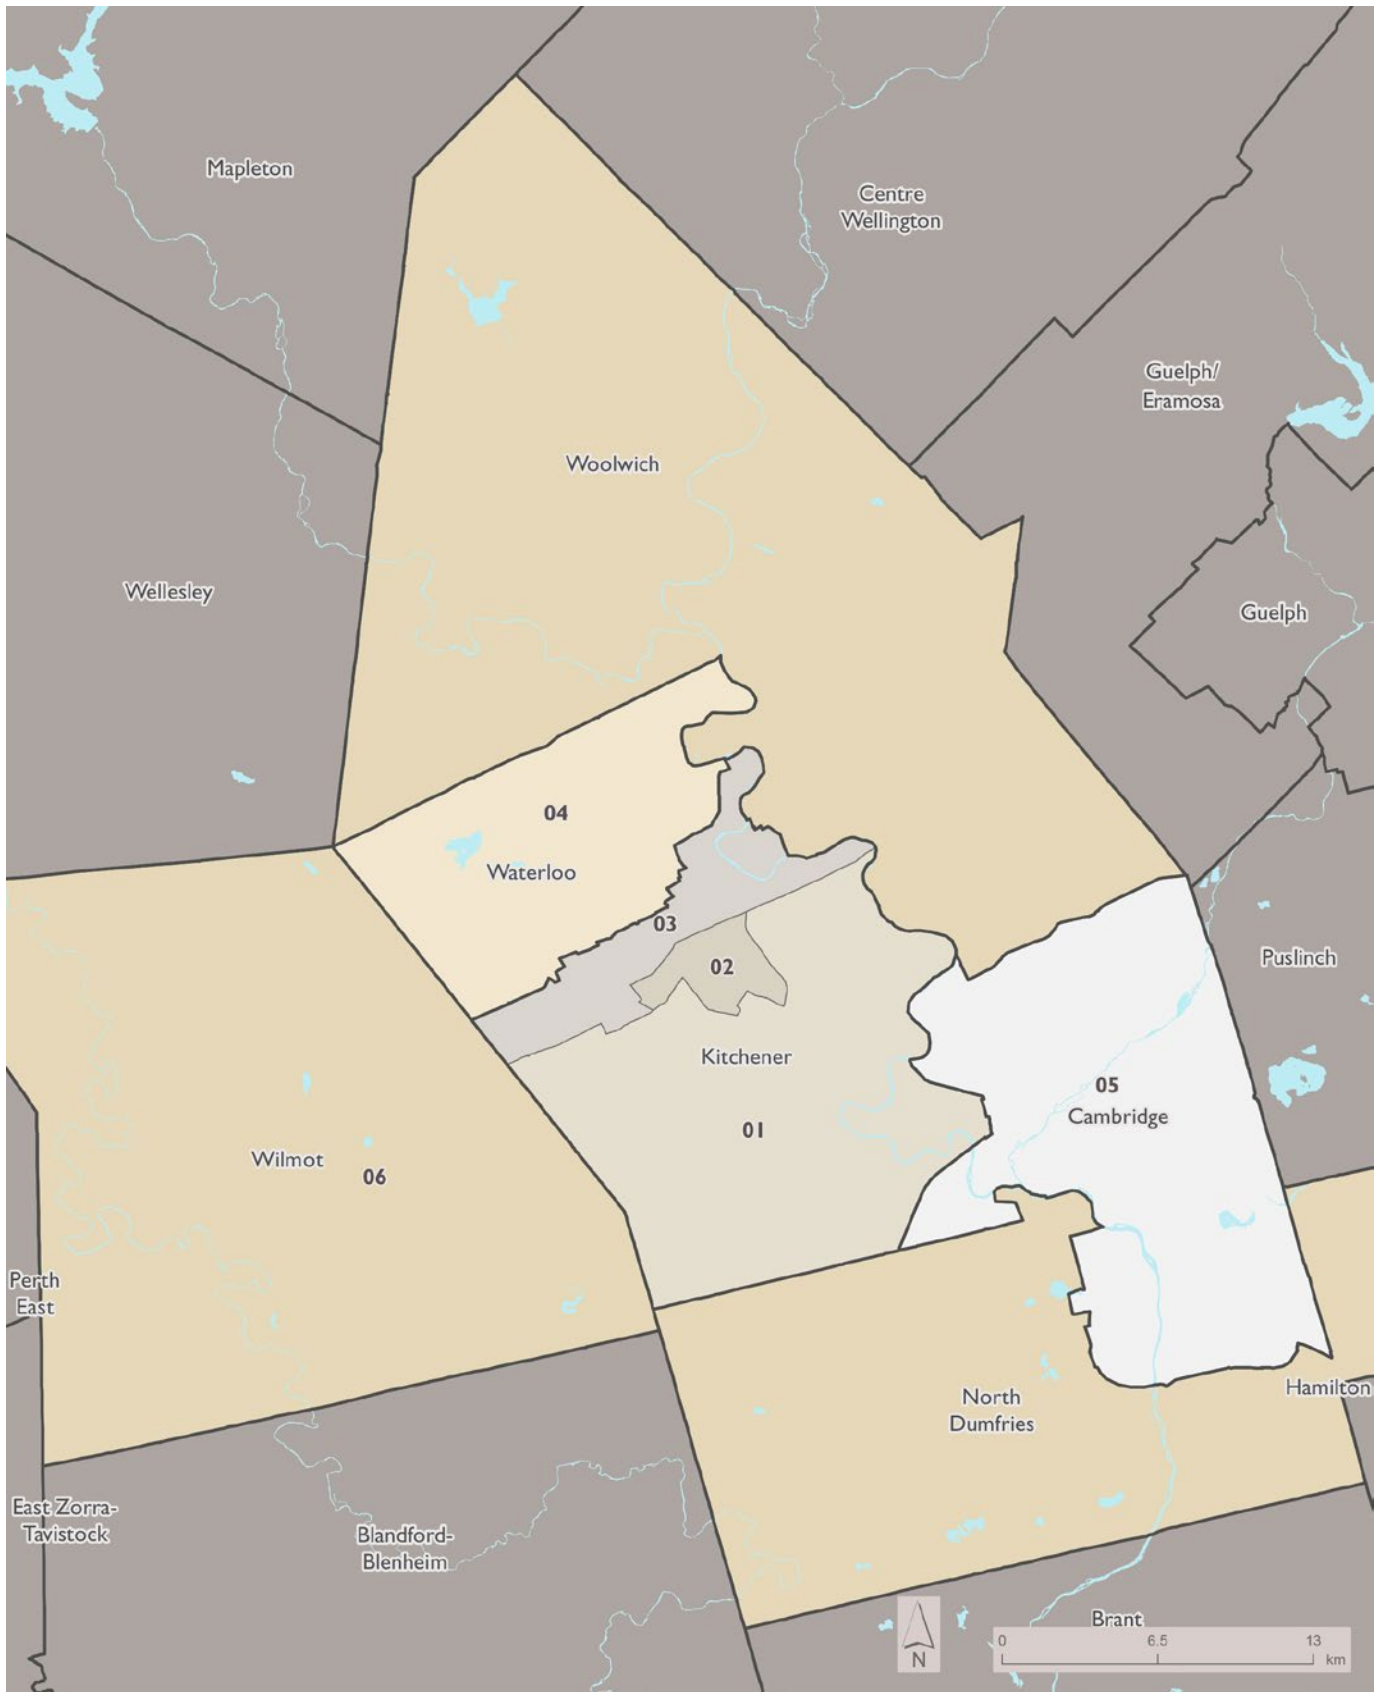 Mapleton
Centre
Wellington
Guelph/
Eramosa
Woolwich
Wellesley
Guelph
04
Waterloo
03
02
Puslinch
Kitchener
05
Cambridge
01
Wilmot
06
Perth
East
Hamilton
North
Dumfries
East Zorra-
Tavistock
Blandford-
Blenheim
Brant
N
0 6.5 13
km